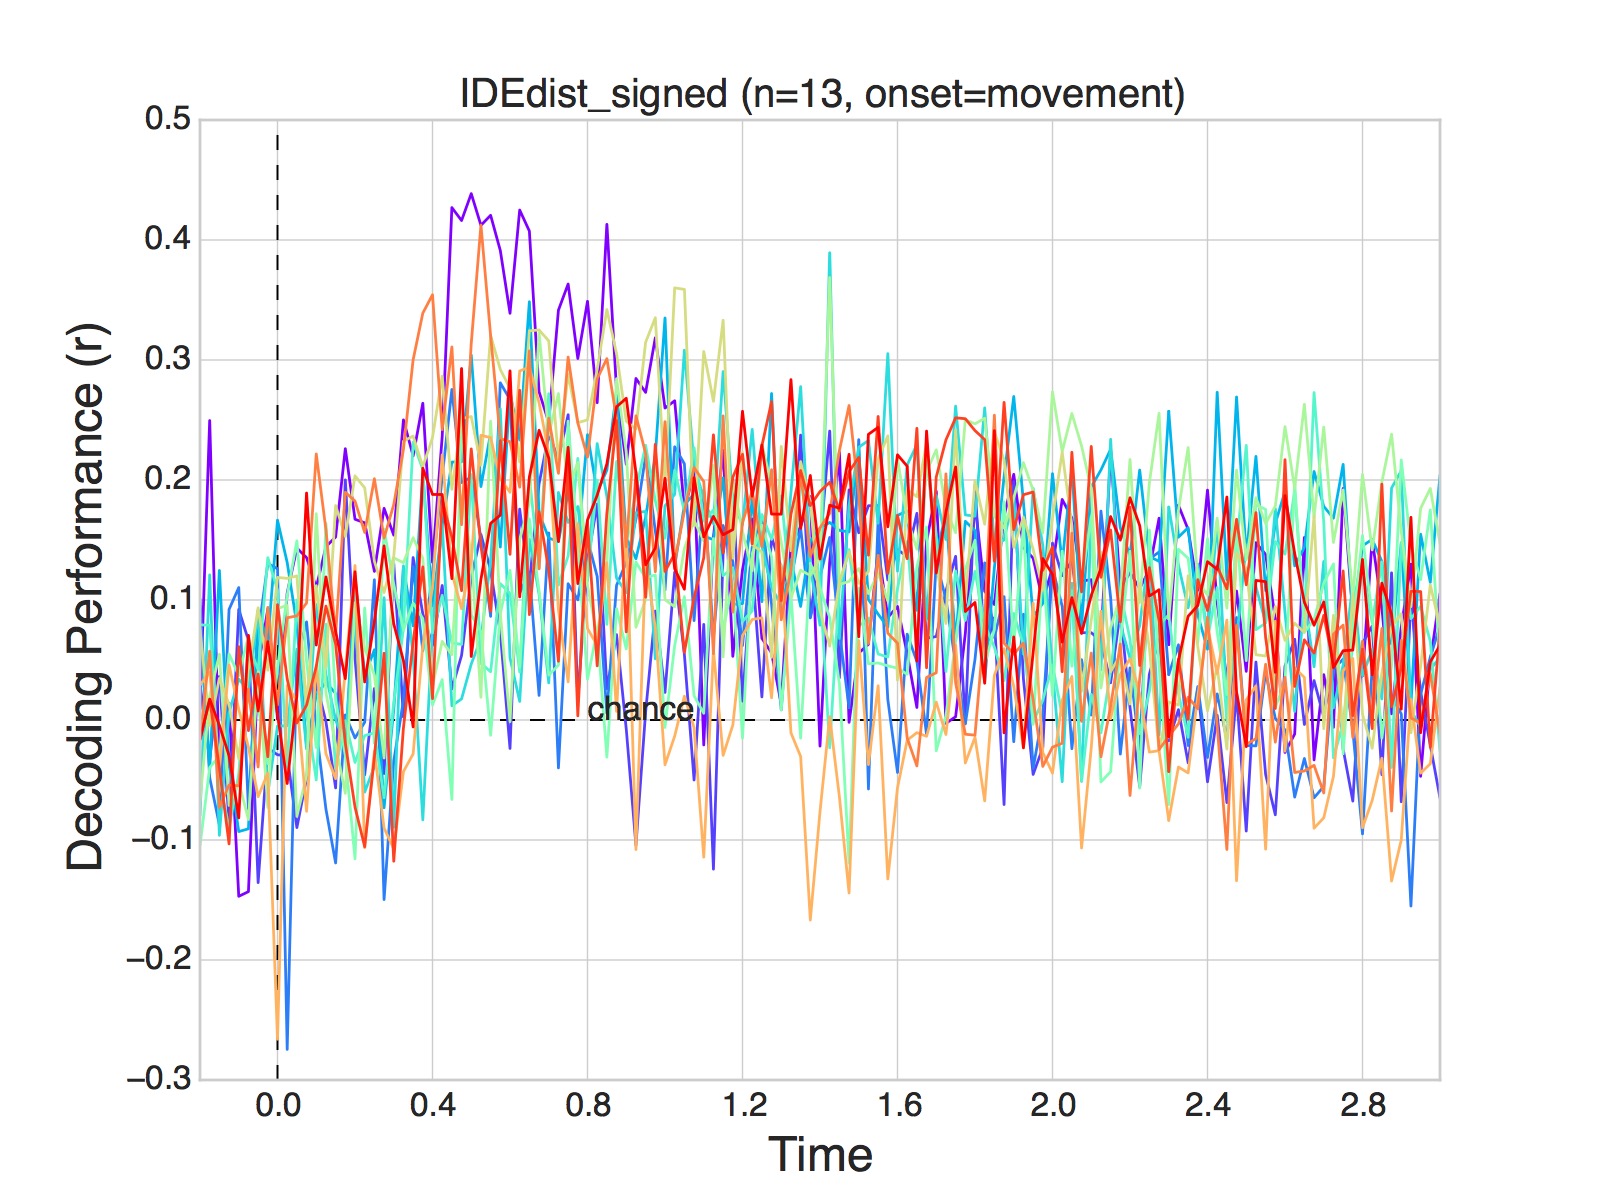 IDEdist_signed (n=13, onset=movement)
0.5
0.4
0.3
0.2
0.1
0.0
−0.1
−0.2
−0.3
Decoding Performance (r)
chance
0.0 0.4 0.8 1.2 1.6 2.0 2.4 2.8
Time